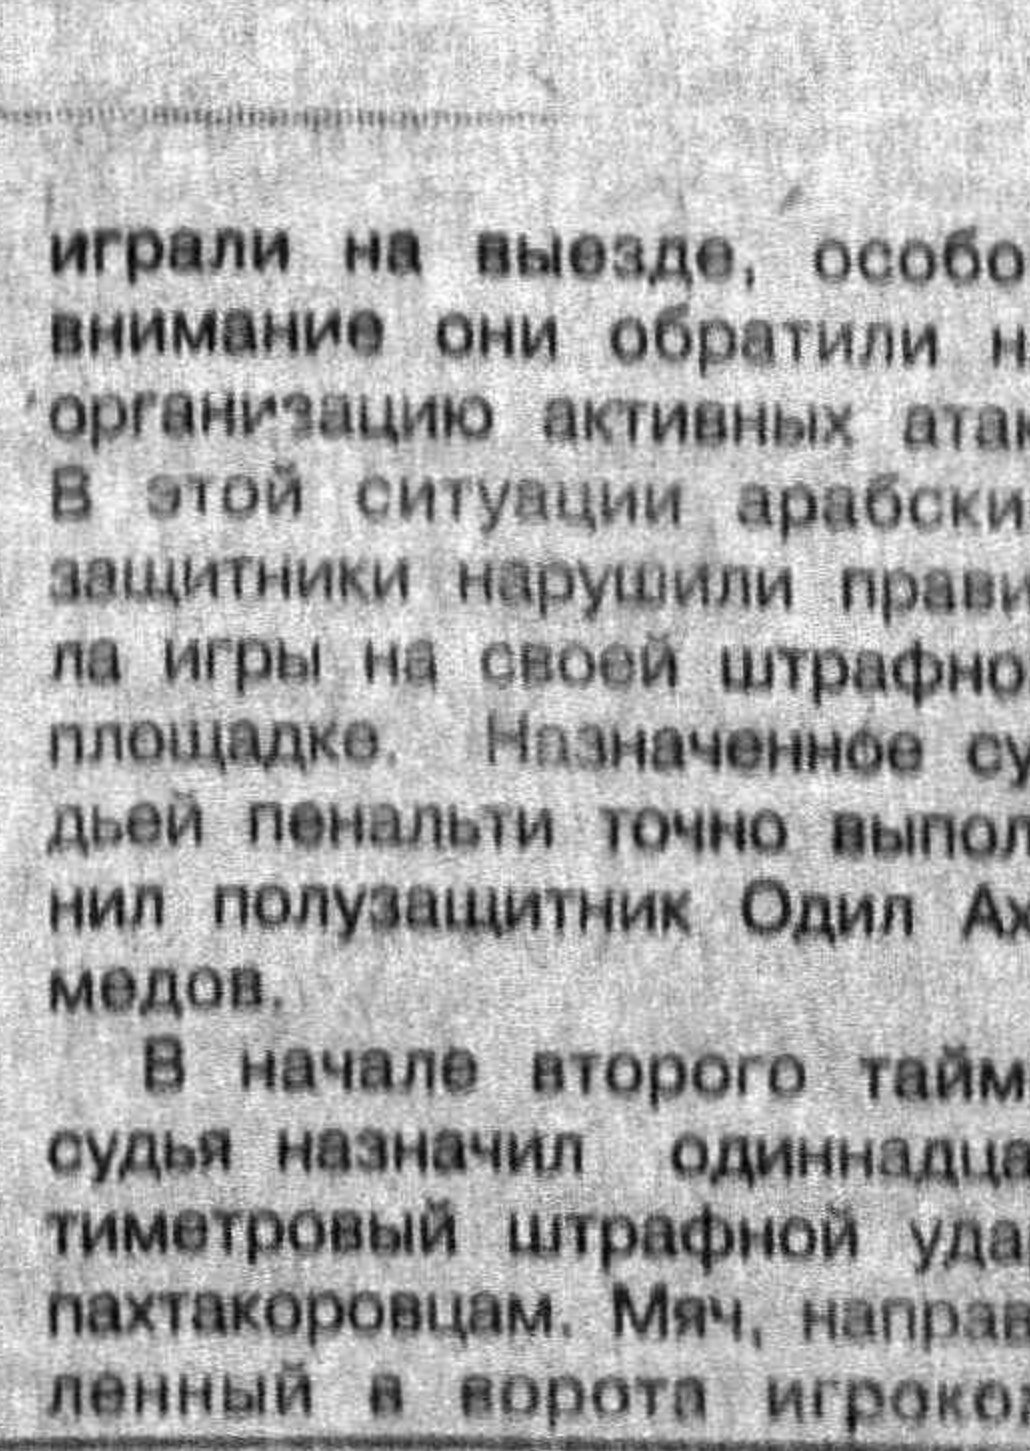 играли на выезде, особо
внимание они обратили н
организацию активных атак
В этой ситуации арабски
защитники нарушили прави
ла игры на своей штрафно
площадке. Назначенное су
дьей пенальти точно выпол
нил полузащитник Одил Ах
медов.
В начале второго тайм
судья назначил одиннадца
тиметровый штрафной удар
пахтакоровцам. Мяч, направ
ленный в ворота игроко